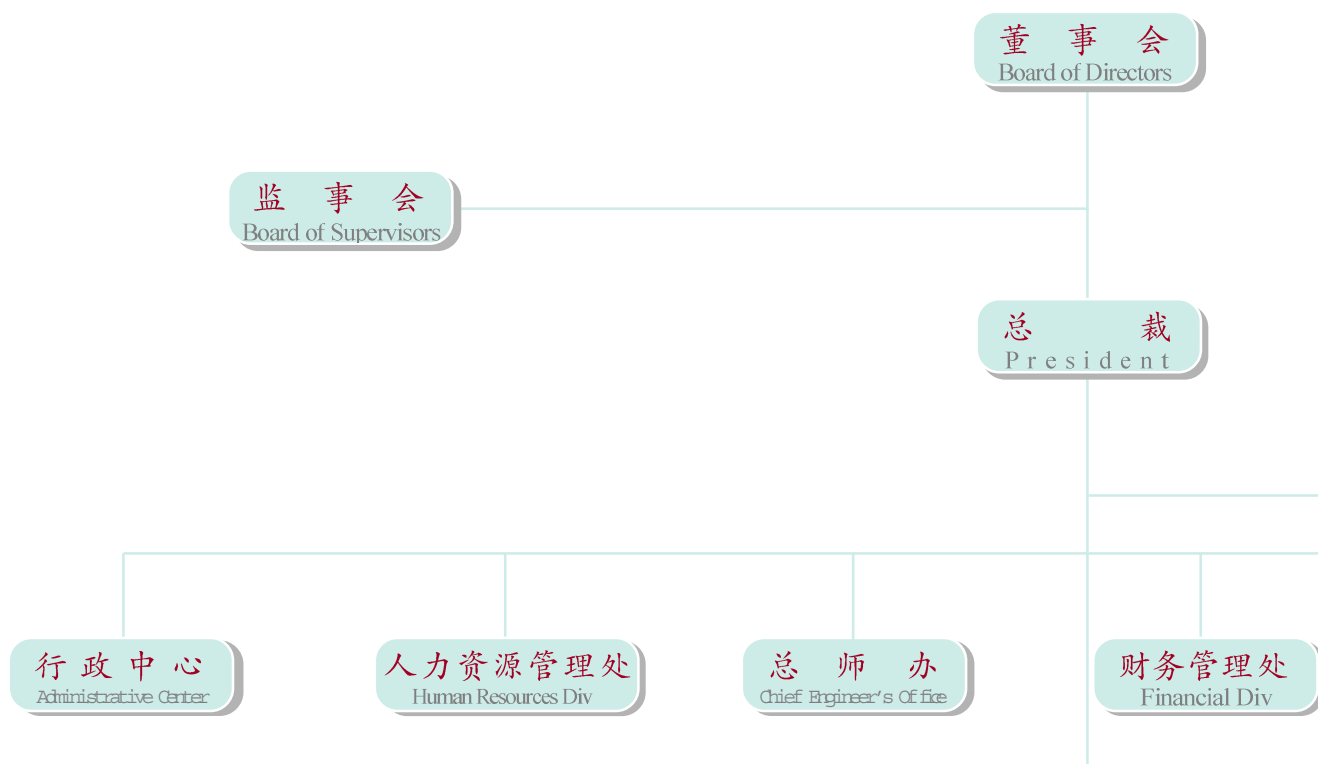 董事会
Board of Directors
监事会
Board of Supervisors
总裁
President
行政中心
Administrative Center
人力资源管理处
Human Resources Div
总师办
Chief Engineer's Office
财务管理处
Financial Div